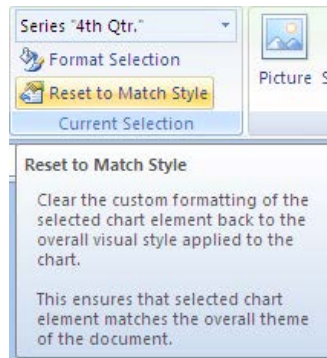 Series "4th Qtr."
Format Selection
Reset to Match Style
Current Selection
Picture
Reset to Match Style
Clear the custom formatting of the
selected chart element back to the
overall visual style applied to the
chart.
This ensures that selected chart
element matches the overall theme
of the document.